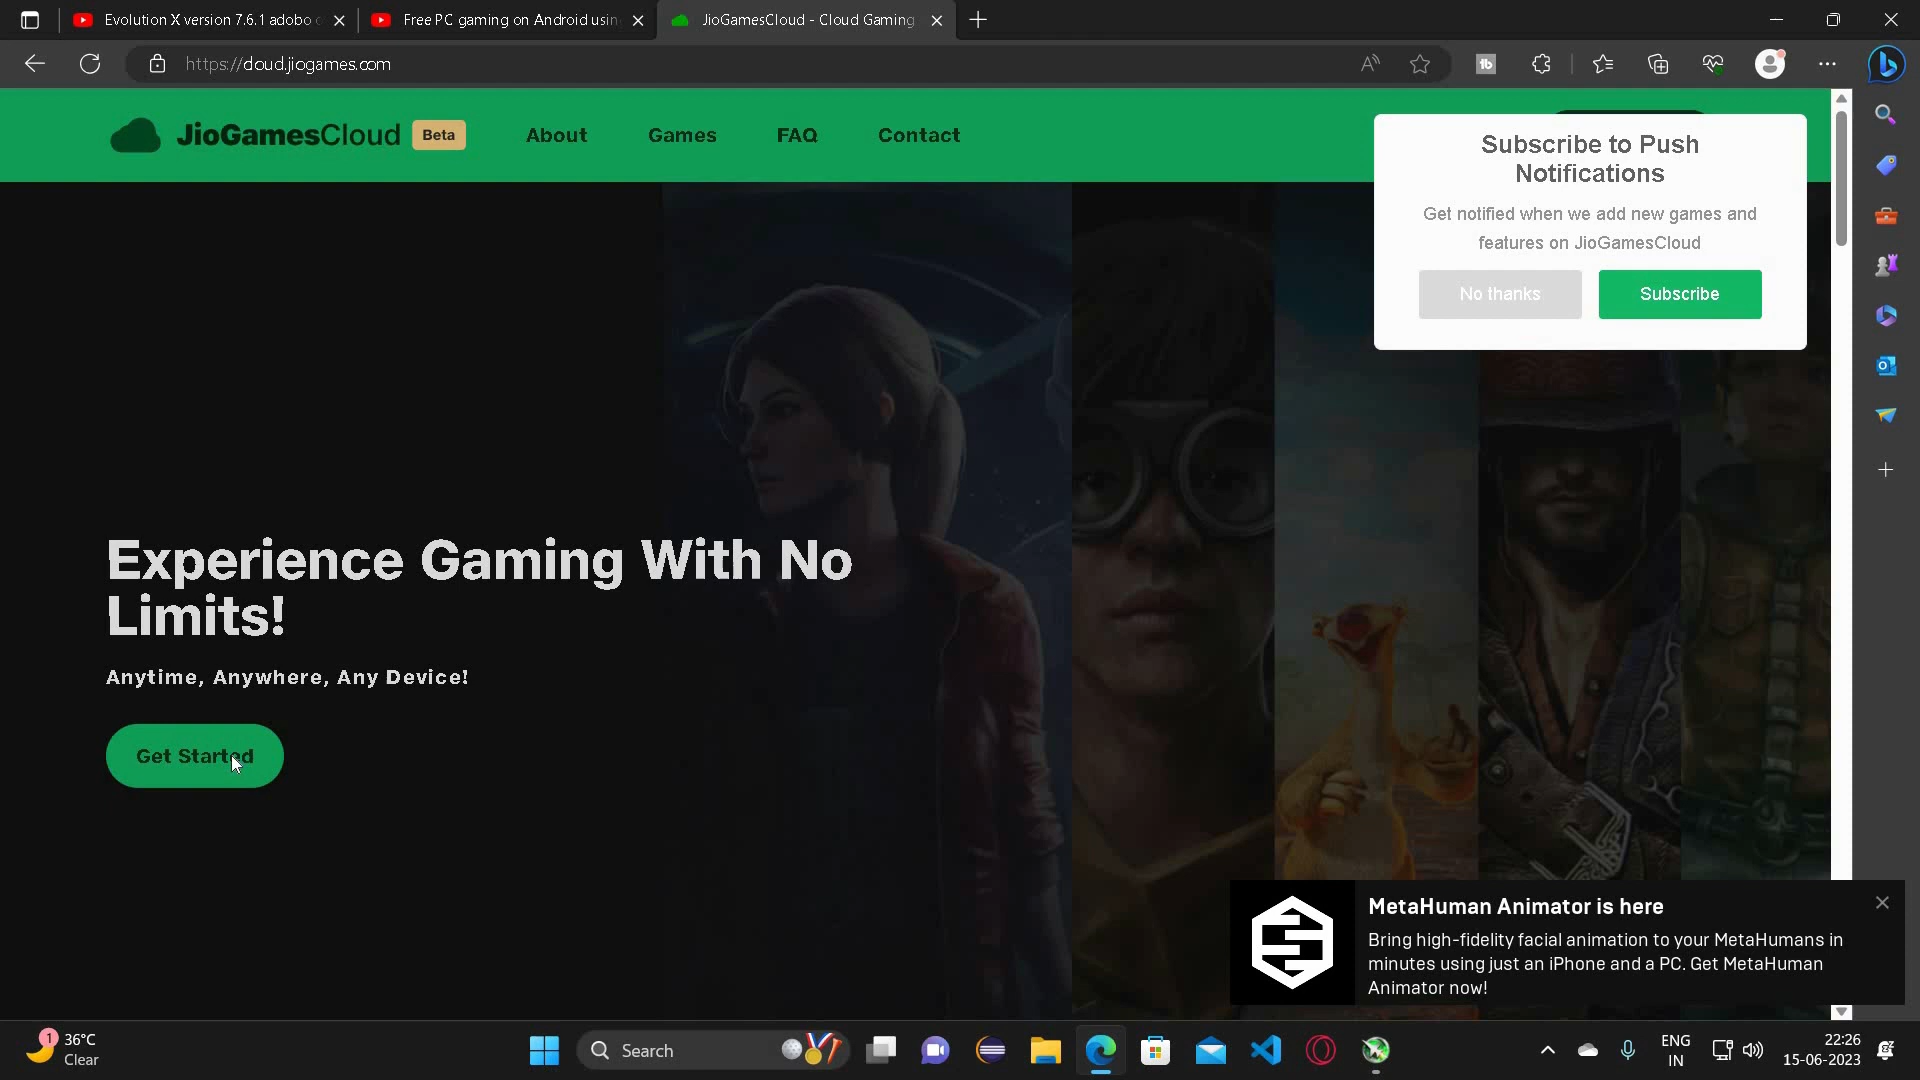 Evolution X version 7.6.1 adobo
Free PC gaming on Android usin
JioGamesCloud - Cloud Gaming
https://cloud.jiogames.com
JioGamesCloud Beta About Games FAQ Contact
Subscribe to Push
Notifications
Get notified when we add new games and
features on JioGamesCloud
No thanks Subscribe
Experience Gaming With No
Limits!
Anytime, Anywhere, Any Device!
Get Started
MetaHuman Animator is here
Bring high-fidelity facial animation to your MetaHumans in
minutes using just an iPhone and a PC. Get MetaHuman
Animator now!
1
36°C
Clear
Search
ENG
IN
22:26
15-06-2023